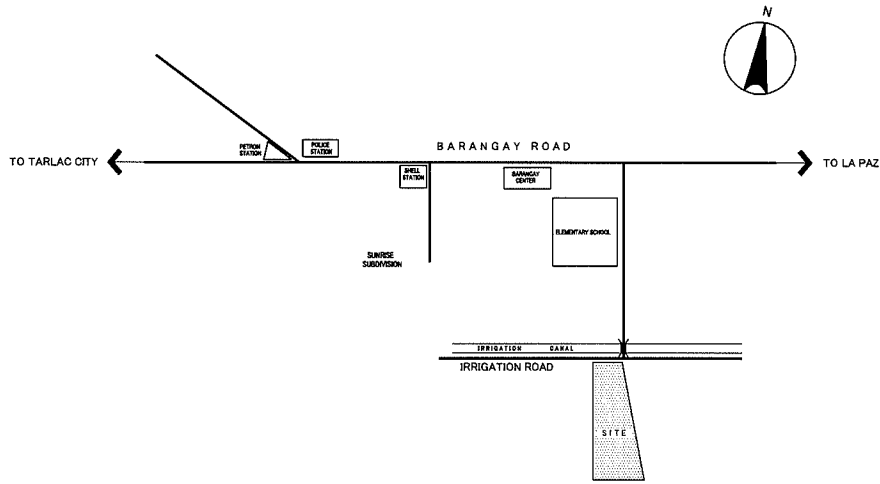 N
BARANGAY ROAD
PETRON
STATION
POLICE
STATION
TO TARLAC CITY
TO LA PAZ
SHELL
STATION
BARANGAY
CENTER
ELEMENTARY SCHOOL
SUNRISE
SUBDIVISION
IRRIGATION CANAL
IRRIGATION ROAD
SITE